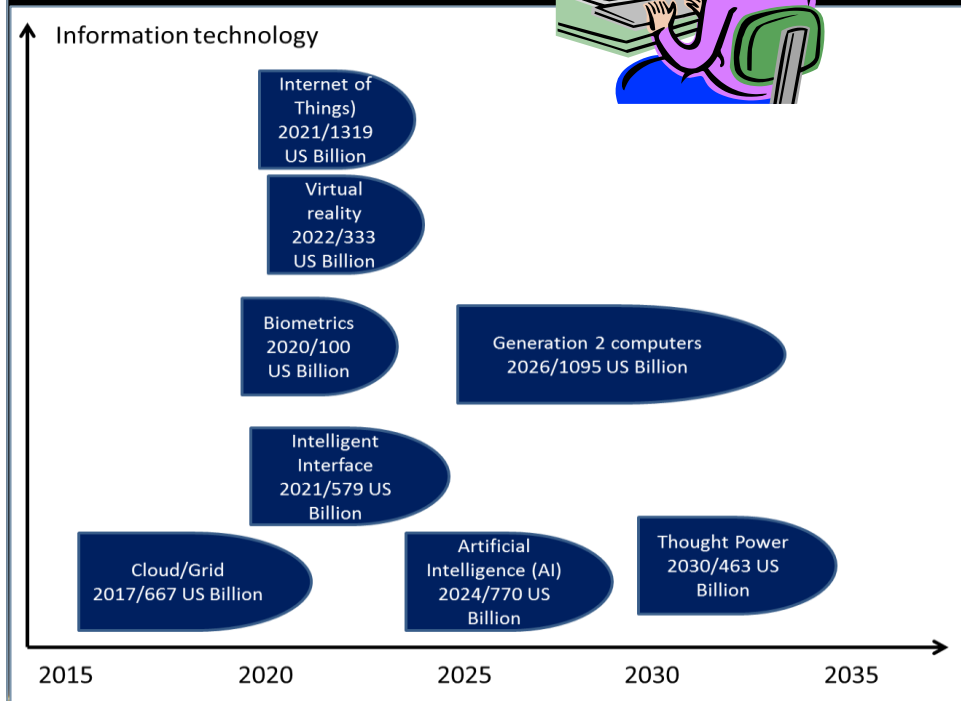 Information technology
Internet of
Things)
2021/1319
US Billion
Virtual
reality
2022/333
US Billion
Biometrics
2020/100
US Billion
Generation 2 computers
2026/1095 US Billion
Intelligent
Interface
2021/579 US
Billion
Cloud/Grid
2017/667 US Billion
Artificial
Intelligence (AI)
2024/770 US
Billion
Thought Power
2030/463 US
Billion
2015
2020
2025
2030
2035